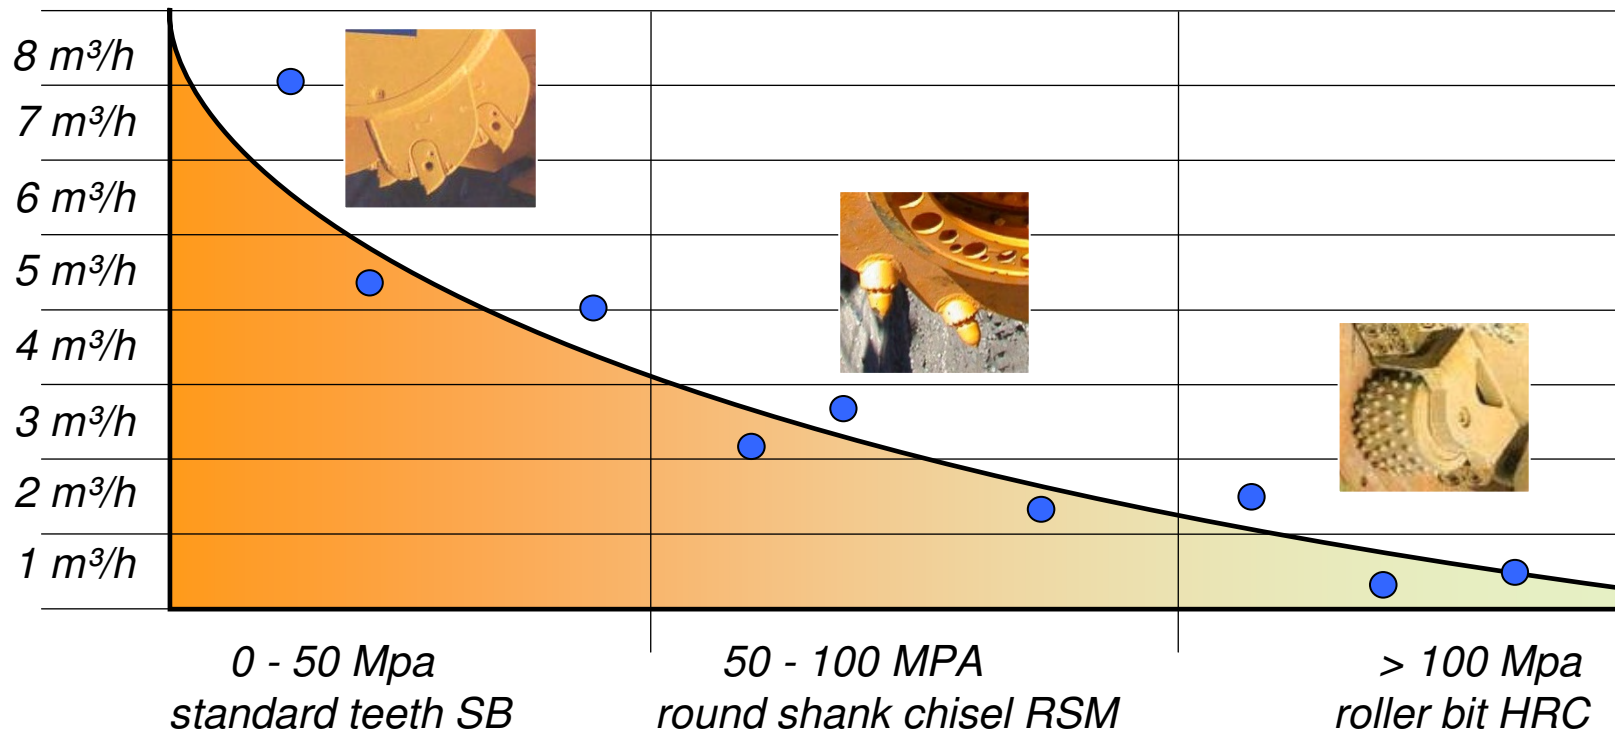 8 m³/h
7 m³/h
6 m³/h
5 m³/h
4 m³/h
3 m³/h
2 m³/h
1 m³/h
0 - 50 Mpa
standard teeth SB
50 - 100 MPA
round shank chisel RSM
> 100 Mpa
roller bit HRC